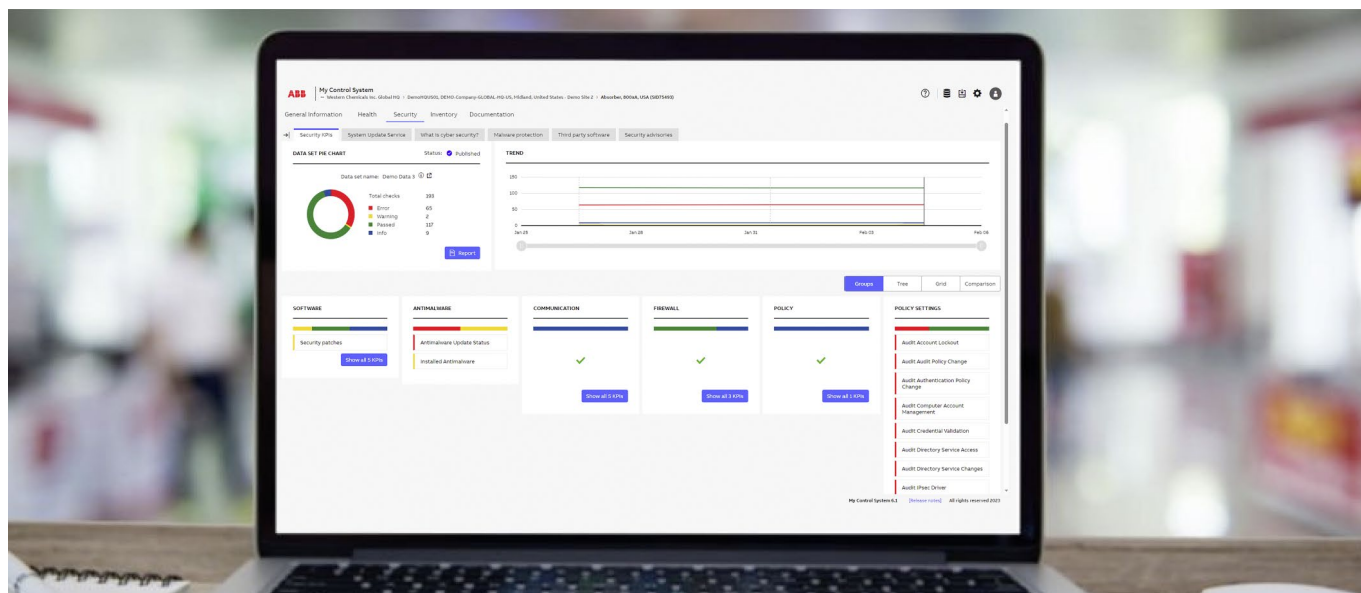 ABB
My Control System
Western Chemicals Inc. Global HQ > DemoHQUSD2, DEMO-Company-GLOBAL-HQ-US, Midland, United States - Demo Site 2 > Absorber, 800xA, USA (SID75493)
General Information Health Security Inventory Documentation
Security KPIs System Update Service What is cyber security? Malware protection Third party software Security advisories
DATA SET PIE CHART Status: Published
Data set name: Demo Data 3
Total checks 193
Error 65
Warning 2
Passed 117
Info 9
Report
TREND
150
100
50
0
Jan 25 Jan 28 Jan 31 Feb 03 Feb 06
Groups Tree Grid Comparison
SOFTWARE
Security patches
Show all 5 KPIs
ANTIMALWARE
Antimalware Update Status
Installed Antimalware
COMMUNICATION
Show all 5 KPIs
FIREWALL
Show all 3 KPIs
POLICY
Show all 1 KPIs
POLICY SETTINGS
Audit Account Lockout
Audit Audit Policy Change
Audit Authentication Policy
Change
Audit Computer Account
Management
Audit Credential Validation
Audit Directory Service Access
Audit Directory Service Changes
Audit IPsec Driver
My Control System 6.1 [Release notes] All rights reserved 2023